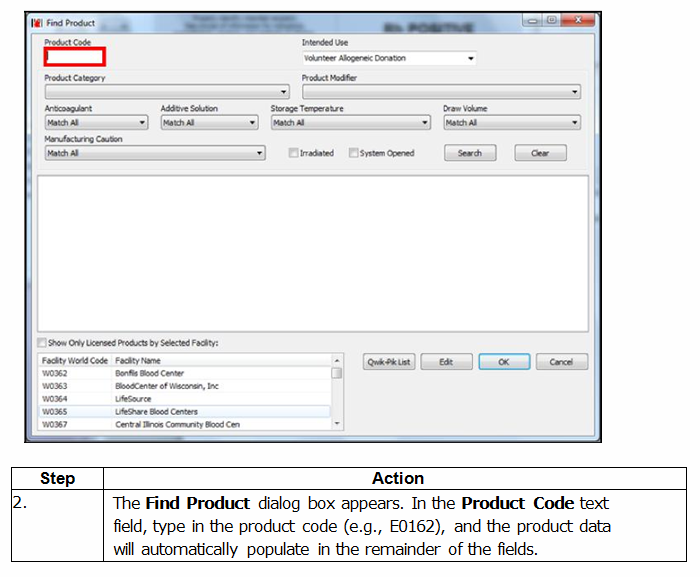 Find Product
Rh POSITIVE
Product Code
Intended Use
Volunteer Allogeneic Donation
Product Category
Product Modifier
Anticoagulant
Additive Solution
Storage Temperature
Draw Volume
Match All
Match All
Match All
Match All
Manufacturing Caution
Match All
Irradiated
System Opened
Search
Clear
Show Only Licensed Products by Selected Facility:
Facility World Code Facility Name
W0362 Bonfils Blood Center
W0363 BloodCenter of Wisconsin, Inc
W0364 LifeSource
W0365 LifeShare Blood Centers
W0367 Central Illinois Community Blood Cen
Qwik-Pik List
Edit
OK
Cancel
Step Action
2. The Find Product dialog box appears. In the Product Code text
field, type in the product code (e.g., E0162), and the product data
will automatically populate in the remainder of the fields.